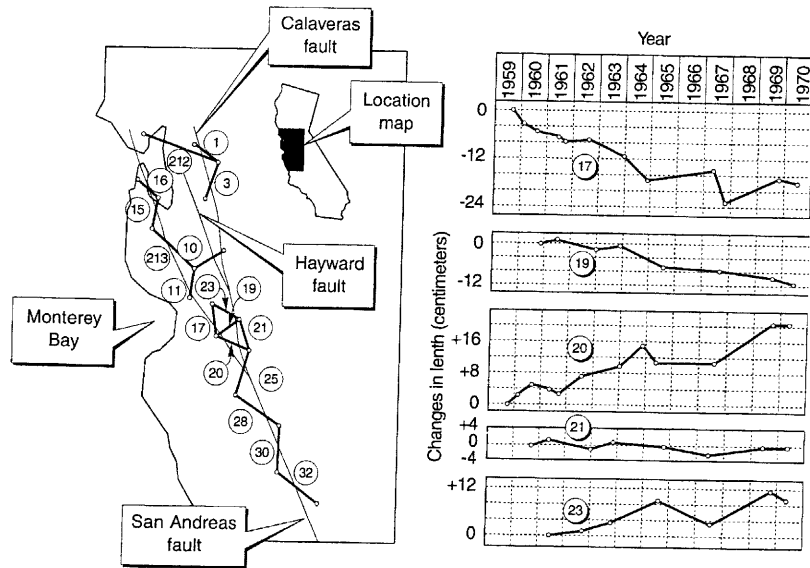 Calaveras
fault
Location
map
1
212
3
16
15
10
213
Hayward
fault
11
23
19
17
21
Monterey
Bay
20
25
28
30
32
San Andreas
fault
Year
1959 1960 1961 1962 1963 1964 1965 1966 1967 1968 1969 1970
Changes in lenth (centimeters)
0
-12
-24
17
0
-12
19
+16
+8
0
20
+4
0
-4
21
+12
0
23